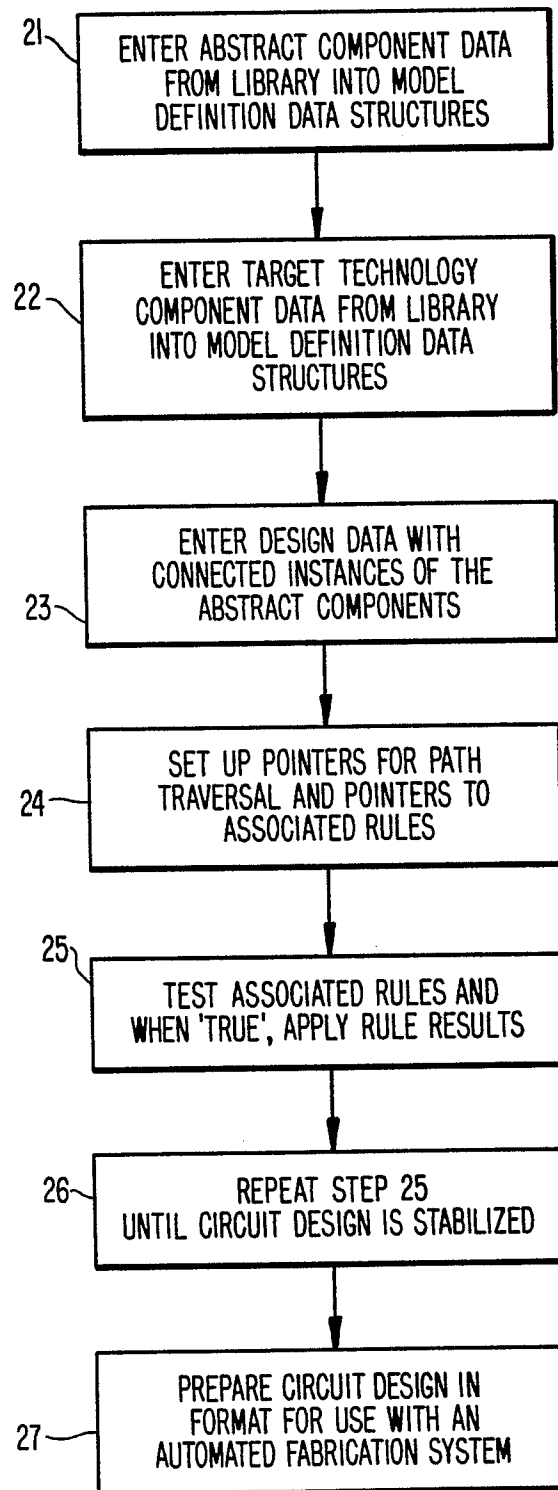 21
ENTER ABSTRACT COMPONENT DATA
FROM LIBRARY INTO MODEL
DEFINITION DATA STRUCTURES
22
ENTER TARGET TECHNOLOGY
COMPONENT DATA FROM LIBRARY
INTO MODEL DEFINITION DATA
STRUCTURES
23
ENTER DESIGN DATA WITH
CONNECTED INSTANCES OF THE
ABSTRACT COMPONENTS
24
SET UP POINTERS FOR PATH
TRAVERSAL AND POINTERS TO
ASSOCIATED RULES
25
TEST ASSOCIATED RULES AND
WHEN 'TRUE', APPLY RULE RESULTS
26
REPEAT STEP 25
UNTIL CIRCUIT DESIGN IS STABILIZED
27
PREPARE CIRCUIT DESIGN IN
FORMAT FOR USE WITH AN
AUTOMATED FABRICATION SYSTEM